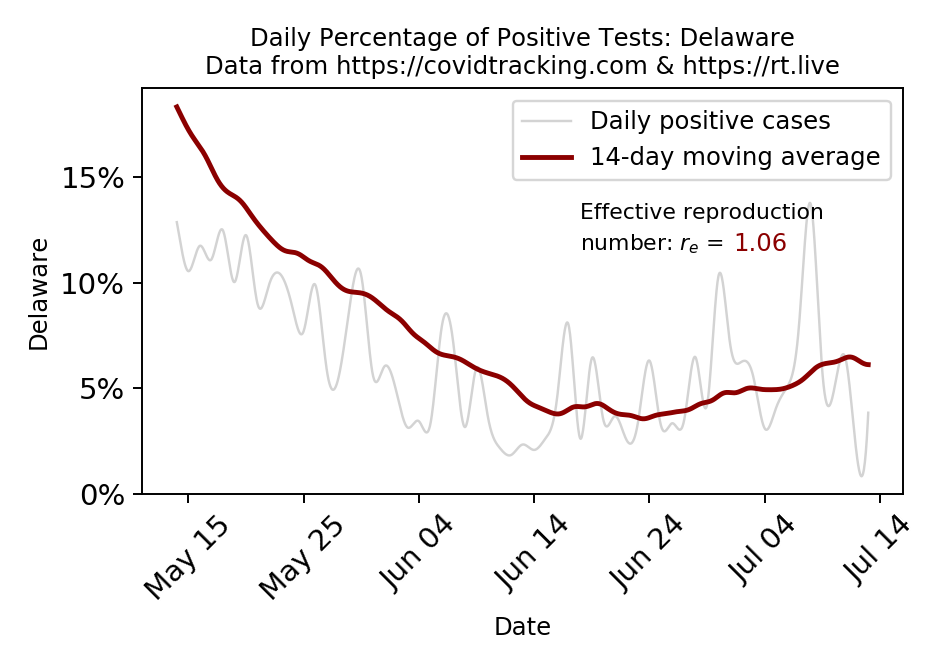 Daily Percentage of Positive Tests: Delaware
Data from https://covidtracking.com & https://rt.live
Daily positive cases
14-day moving average
Effective reproduction
number: rₑ = 1.06
15%
10%
5%
0%
Delaware
May 15
May 25
Jun 04
Jun 14
Jun 24
Jul 04
Jul 14
Date